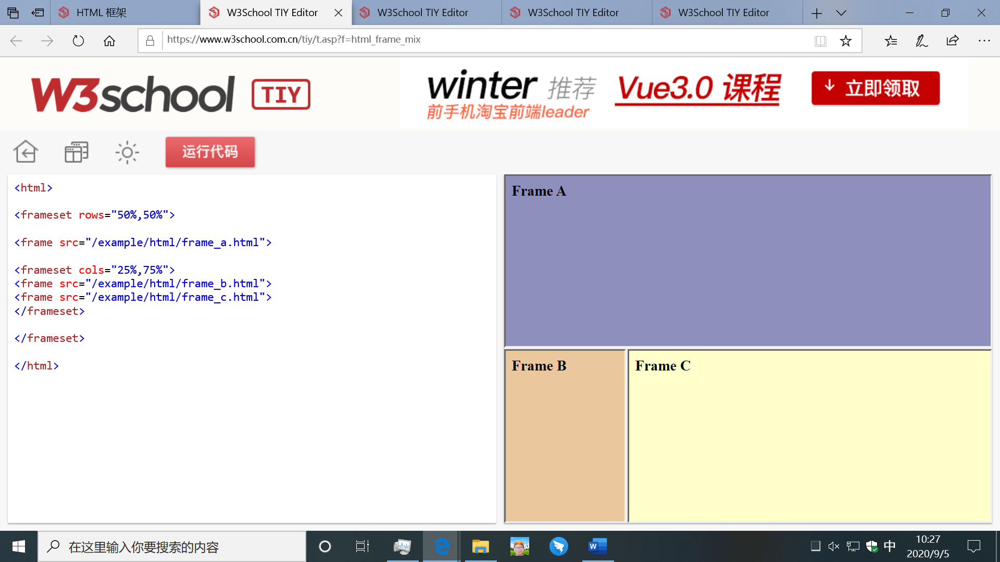 HTML 框架
W3School TIY Editor
W3School TIY Editor
W3School TIY Editor
W3School TIY Editor
https://www.w3school.com.cn/tiy/t.asp?f=html_frame_mix
W3school TIY
winter 推荐
前手机淘宝前端leader
Vue3.0 课程
立即领取
运行代码
<html>
<frameset rows="50%,50%">
<frame src="/example/html/frame_a.html">
<frameset cols="25%,75%">
<frame src="/example/html/frame_b.html">
<frame src="/example/html/frame_c.html">
</frameset>
</frameset>
</html>
Frame A
Frame B
Frame C
在这里输入你要搜索的内容
W
中
10:27
2020/9/5